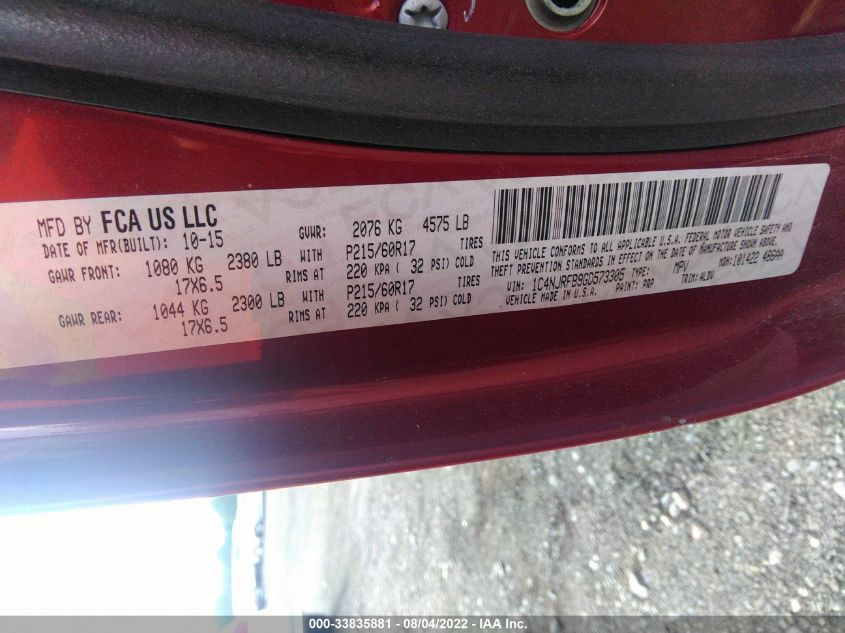 MFD BY FCA US LLC
DATE OF MFR(BUILT): 10-15 GVWR: 2076 KG 4575 LB
GAWR FRONT: 1080 KG 2380 LB WITH P215/60R17 TIRES
17X6.5 RIMS AT 220 KPA ( 32 PSI) COLD
GAWR REAR: 1044 KG 2300 LB WITH P215/60R17 TIRES
17X6.5 RIMS AT 220 KPA ( 32 PSI) COLD
THIS VEHICLE CONFORMS TO ALL APPLICABLE U.S.A. FEDERAL MOTOR VEHICLE SAFETY AND
THEFT PREVENTION STANDARDS IN EFFECT ON THE DATE OF MANUFACTURE SHOWN ABOVE.
VIN: 1C4NJRFB9GD573305 TYPE: MPV MDH: 101422 486AA
VEHICLE MADE IN U.S.A. PAINT: PRP TRIM: ALDV
000-33835881 - 08/04/2022 - IAA Inc.